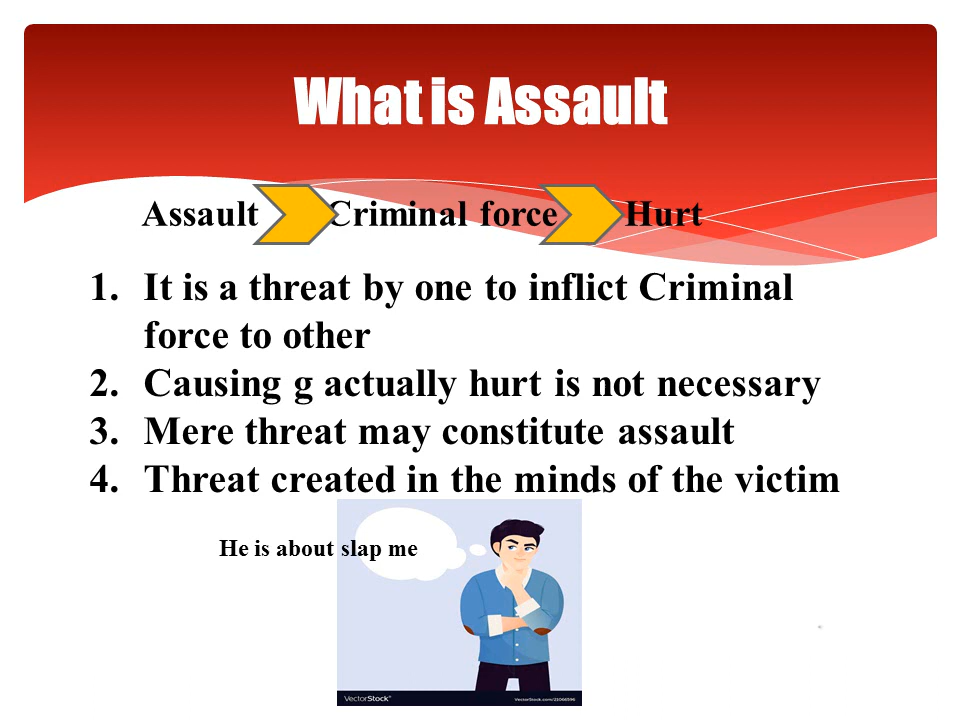 What is Assault
Assault Criminal force Hurt
1. It is a threat by one to inflict Criminal
force to other
2. Causing g actually hurt is not necessary
3. Mere threat may constitute assault
4. Threat created in the minds of the victim
He is about slap me
VectorStock® VectorStock.com/21066596